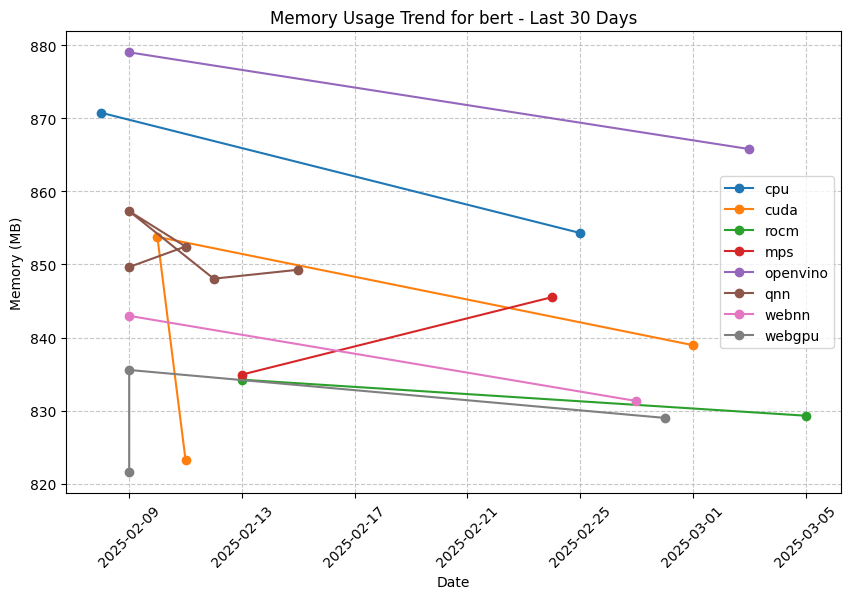 Memory Usage Trend for bert - Last 30 Days
Memory (MB)
880
870
860
850
840
830
820
cpu
cuda
rocm
mps
openvino
qnn
webnn
webgpu
2025-02-09
2025-02-13
2025-02-17
2025-02-21
2025-02-25
2025-03-01
2025-03-05
Date